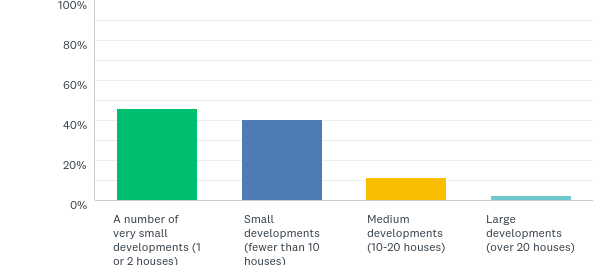 100%
80%
60%
40%
20%
0%
A number of
very small
developments (1
or 2 houses)
Small
developments
(fewer than 10
houses)
Medium
developments
(10-20 houses)
Large
developments
(over 20 houses)